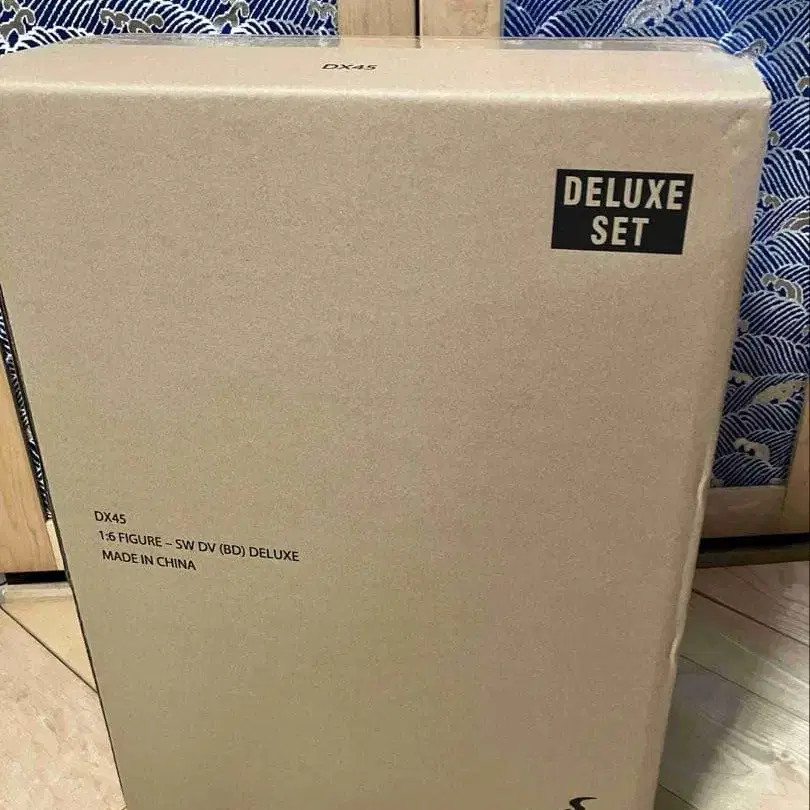 DX45
DELUXE
SET
DX45
1:6 FIGURE – SW DV (BD) DELUXE
MADE IN CHINA